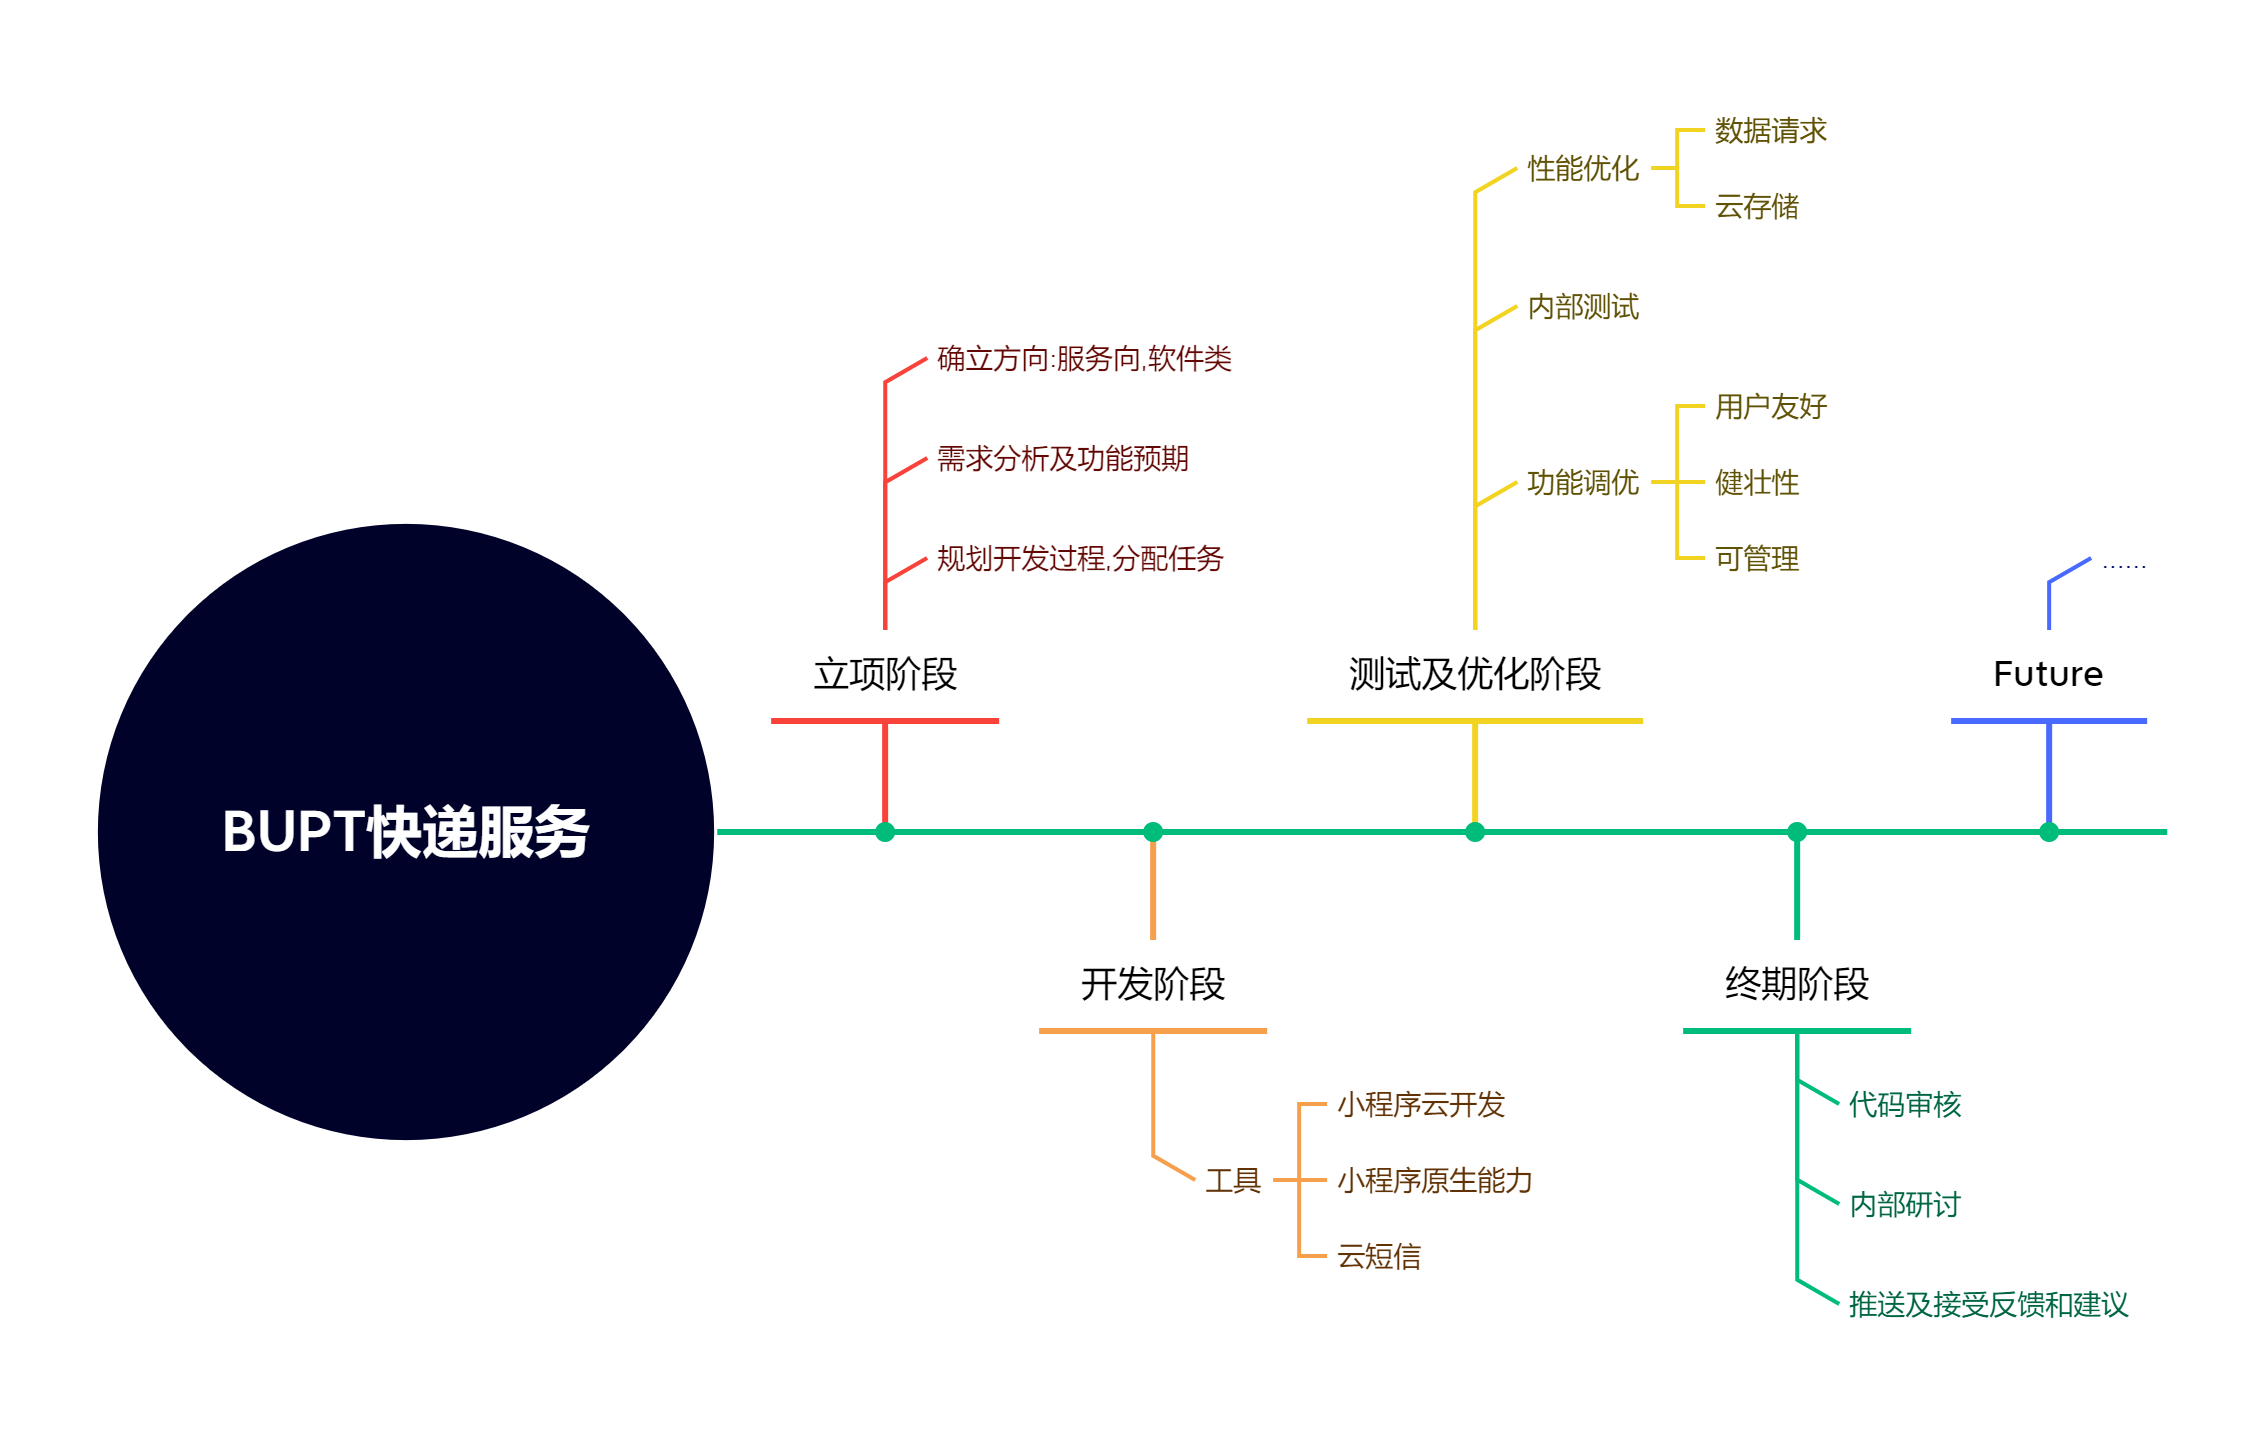 BUPT快递服务
立项阶段
确立方向:服务向,软件类
需求分析及功能预期
规划开发过程,分配任务
开发阶段
工具
小程序云开发
小程序原生能力
云短信
测试及优化阶段
性能优化
数据请求
云存储
内部测试
功能调优
用户友好
健壮性
可管理
终期阶段
代码审核
内部研讨
推送及接受反馈和建议
Future
......